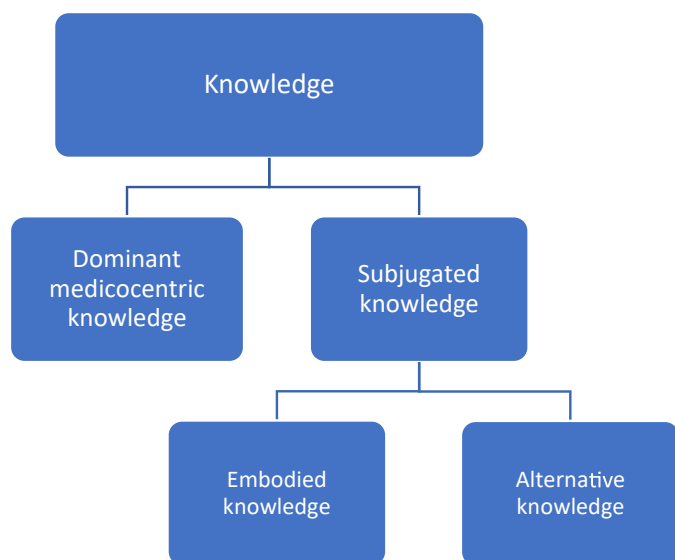 Knowledge
Dominant
medicocentric
knowledge
Subjugated
knowledge
Embodied
knowledge
Alternative
knowledge